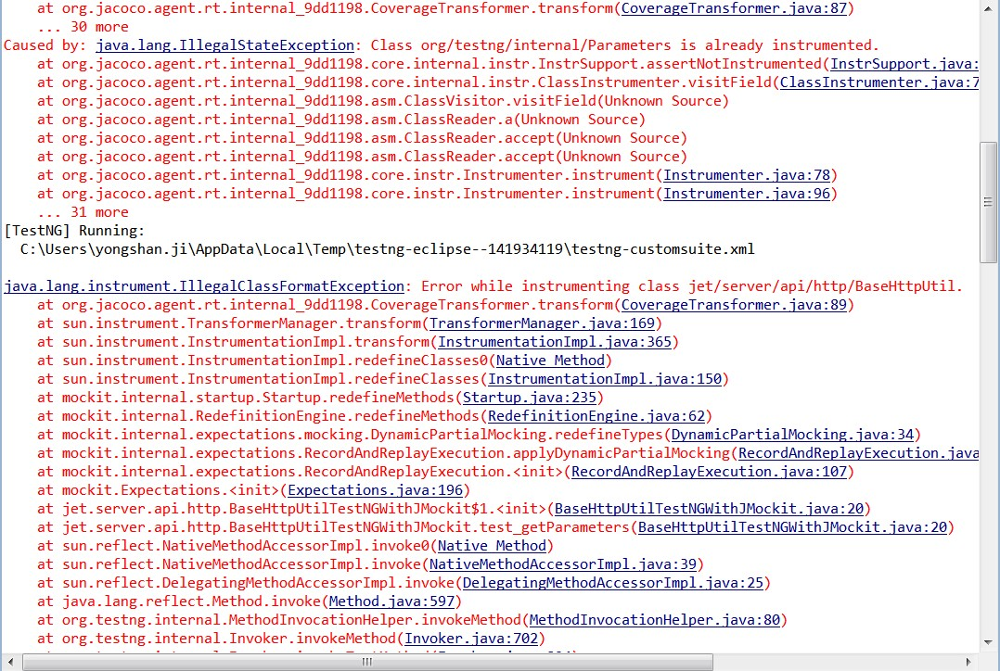 at org.jacoco.agent.rt.internal_9dd1198.CoverageTransformer.transform(CoverageTransformer.java:87)
... 30 more
Caused by: java.lang.IllegalStateException: Class org/testng/internal/Parameters is already instrumented.
at org.jacoco.agent.rt.internal_9dd1198.core.internal.instr.InstrSupport.assertNotInstrumented(InstrSupport.java:
at org.jacoco.agent.rt.internal_9dd1198.core.internal.instr.ClassInstrumenter.visitField(ClassInstrumenter.java:7
at org.jacoco.agent.rt.internal_9dd1198.asm.ClassVisitor.visitField(Unknown Source)
at org.jacoco.agent.rt.internal_9dd1198.asm.ClassReader.a(Unknown Source)
at org.jacoco.agent.rt.internal_9dd1198.asm.ClassReader.accept(Unknown Source)
at org.jacoco.agent.rt.internal_9dd1198.asm.ClassReader.accept(Unknown Source)
at org.jacoco.agent.rt.internal_9dd1198.core.instr.Instrumenter.instrument(Instrumenter.java:78)
at org.jacoco.agent.rt.internal_9dd1198.core.instr.Instrumenter.instrument(Instrumenter.java:96)
... 31 more
[TestNG] Running:
C:\Users\yongshan.ji\AppData\Local\Temp\testng-eclipse--141934119\testng-customsuite.xml
java.lang.instrument.IllegalClassFormatException: Error while instrumenting class jet/server/api/http/BaseHttpUtil.
at org.jacoco.agent.rt.internal_9dd1198.CoverageTransformer.transform(CoverageTransformer.java:89)
at sun.instrument.TransformerManager.transform(TransformerManager.java:169)
at sun.instrument.InstrumentationImpl.transform(InstrumentationImpl.java:365)
at sun.instrument.InstrumentationImpl.redefineClasses0(Native Method)
at sun.instrument.InstrumentationImpl.redefineClasses(InstrumentationImpl.java:150)
at mockit.internal.startup.Startup.redefineMethods(Startup.java:235)
at mockit.internal.RedefinitionEngine.redefineMethods(RedefinitionEngine.java:62)
at mockit.internal.expectations.mocking.DynamicPartialMocking.redefineTypes(DynamicPartialMocking.java:34)
at mockit.internal.expectations.RecordAndReplayExecution.applyDynamicPartialMocking(RecordAndReplayExecution.java
at mockit.internal.expectations.RecordAndReplayExecution.<init>(RecordAndReplayExecution.java:107)
at mockit.Expectations.<init>(Expectations.java:196)
at jet.server.api.http.BaseHttpUtilTestNGWithJMockit$1.<init>(BaseHttpUtilTestNGWithJMockit.java:20)
at jet.server.api.http.BaseHttpUtilTestNGWithJMockit.test_getParameters(BaseHttpUtilTestNGWithJMockit.java:20)
at sun.reflect.NativeMethodAccessorImpl.invoke0(Native Method)
at sun.reflect.NativeMethodAccessorImpl.invoke(NativeMethodAccessorImpl.java:39)
at sun.reflect.DelegatingMethodAccessorImpl.invoke(DelegatingMethodAccessorImpl.java:25)
at java.lang.reflect.Method.invoke(Method.java:597)
at org.testng.internal.MethodInvocationHelper.invokeMethod(MethodInvocationHelper.java:80)
at org.testng.internal.Invoker.invokeMethod(Invoker.java:702)